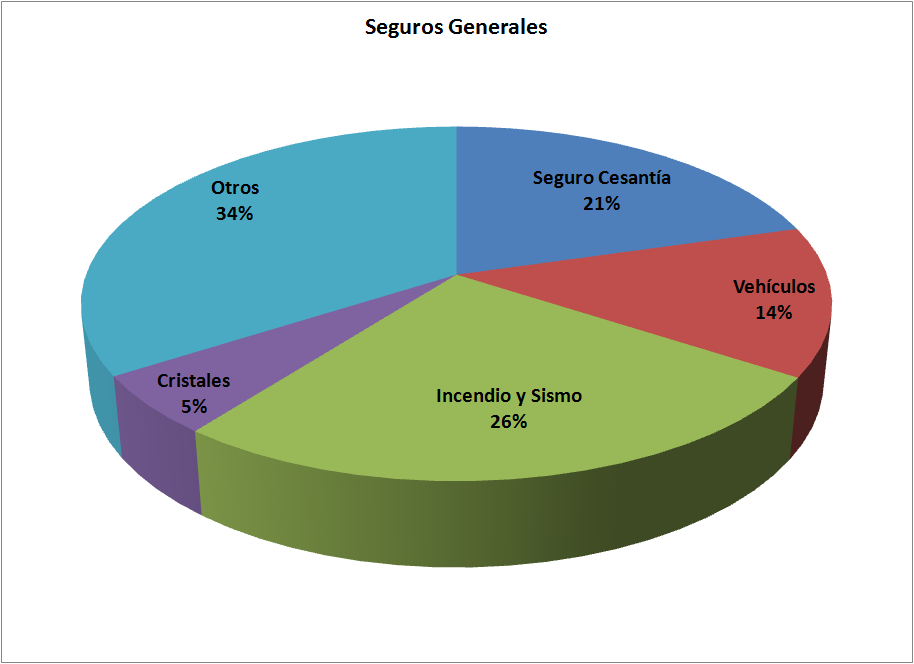 Seguros Generales
Otros
34%
Seguro Cesantía
21%
Vehículos
14%
Cristales
5%
Incendio y Sismo
26%